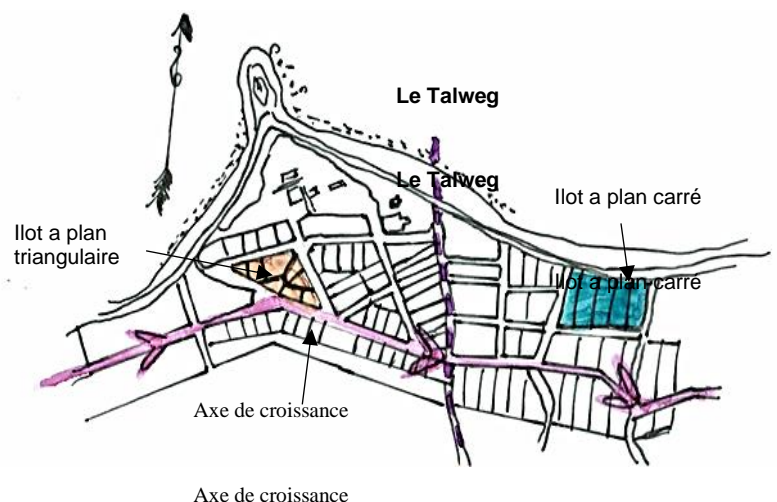 Le Talweg
Le Talweg
Ilot a plan carré
Ilot a plan
triangulaire
Ilot a plan carré
Axe de croissance
Axe de croissance